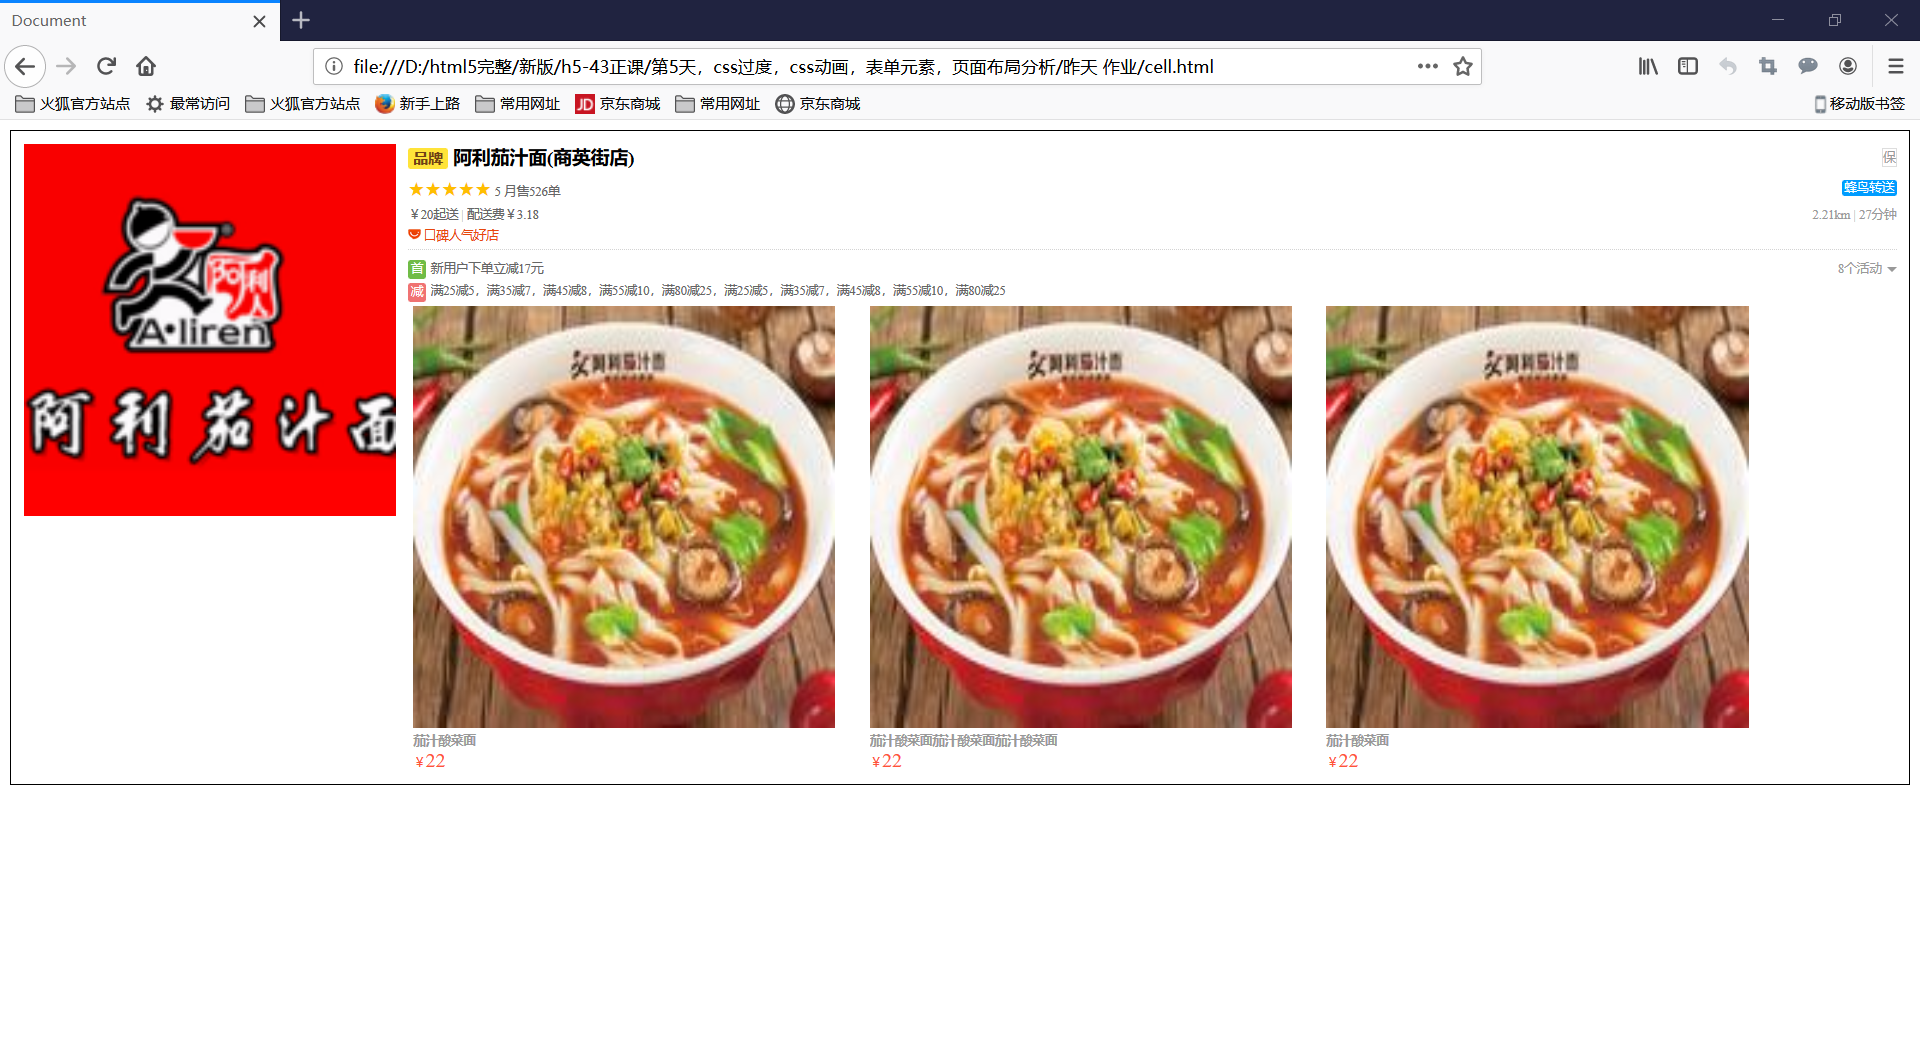 Document
file:///D:/html5完整/新版/h5-43正课/第5天，css过度，css动画，表单元素，页面布局分析/昨天 作业/cell.html
火狐官方站点 最常访问 火狐官方站点 新手上路 常用网址 JD 京东商城 常用网址 京东商城 移动版书签
阿利人
A·liren
阿利茄汁面
品牌 阿利茄汁面(商英街店) 保
★★★★★ 5 月售526单 蜂鸟转送
¥20起送 | 配送费¥3.18 2.21km | 27分钟
口碑人气好店
首 新用户下单立减17元 8个活动
减 满25减5，满35减7，满45减8，满55减10，满80减25，满25减5，满35减7，满45减8，满55减10，满80减25
阿利茄汁面 阿利茄汁面 阿利茄汁面
茄汁酸菜面 茄汁酸菜面茄汁酸菜面茄汁酸菜面 茄汁酸菜面
¥22 ¥22 ¥22